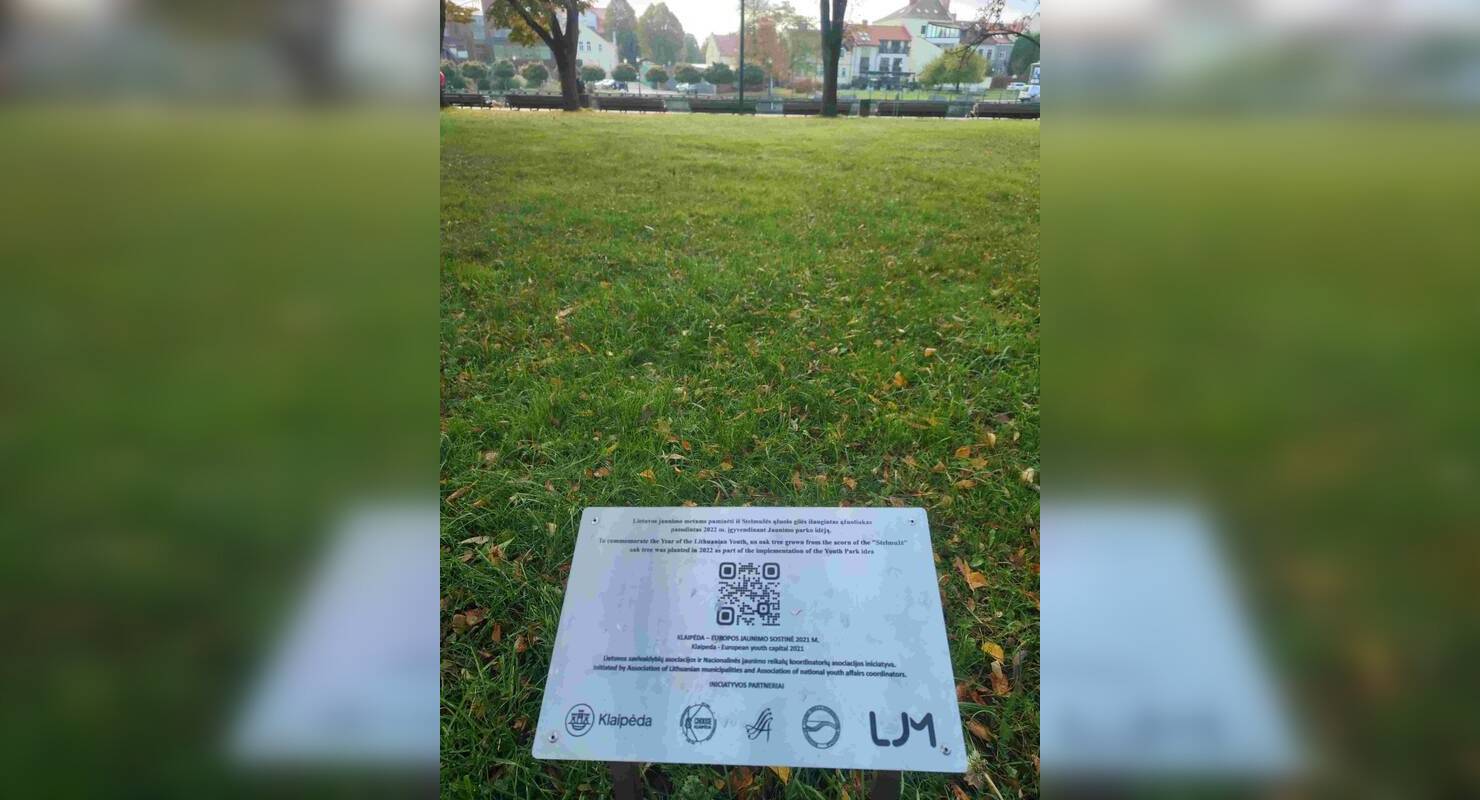 Lietuvos jaunimo metams paminėti iš Stelmužės ąžuolo gilės išaugintas ąžuoliukas
pasodintas 2022 m. įgyvendinant Jaunimo parko idėją.
To commemorate the Year of the Lithuanian Youth, an oak tree grown from the acorn of the "Stelmužė"
oak tree was planted in 2022 as part of the implementation of the Youth Park idea
KLAIPĖDA – EUROPOS JAUNIMO SOSTINĖ 2021 M.
Klaipėda - European youth capital 2021
Lietuvos savivaldybių asociacijos ir Nacionalinės jaunimo reikalų koordinatorių asociacijos iniciatyva.
Initiated by Association of Lithuanian municipalities and Association of national youth affairs coordinators.
INICIATYVOS PARTNERIAI
Klaipėda
LJM